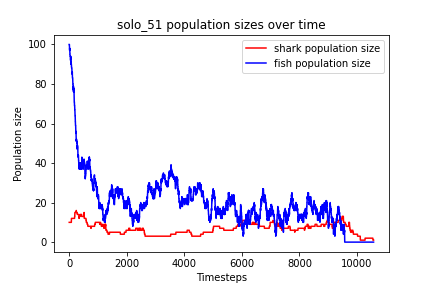 solo_51 population sizes over time
shark population size
fish population size
Population size
100
80
60
40
20
0
0 2000 4000 6000 8000 10000
Timesteps